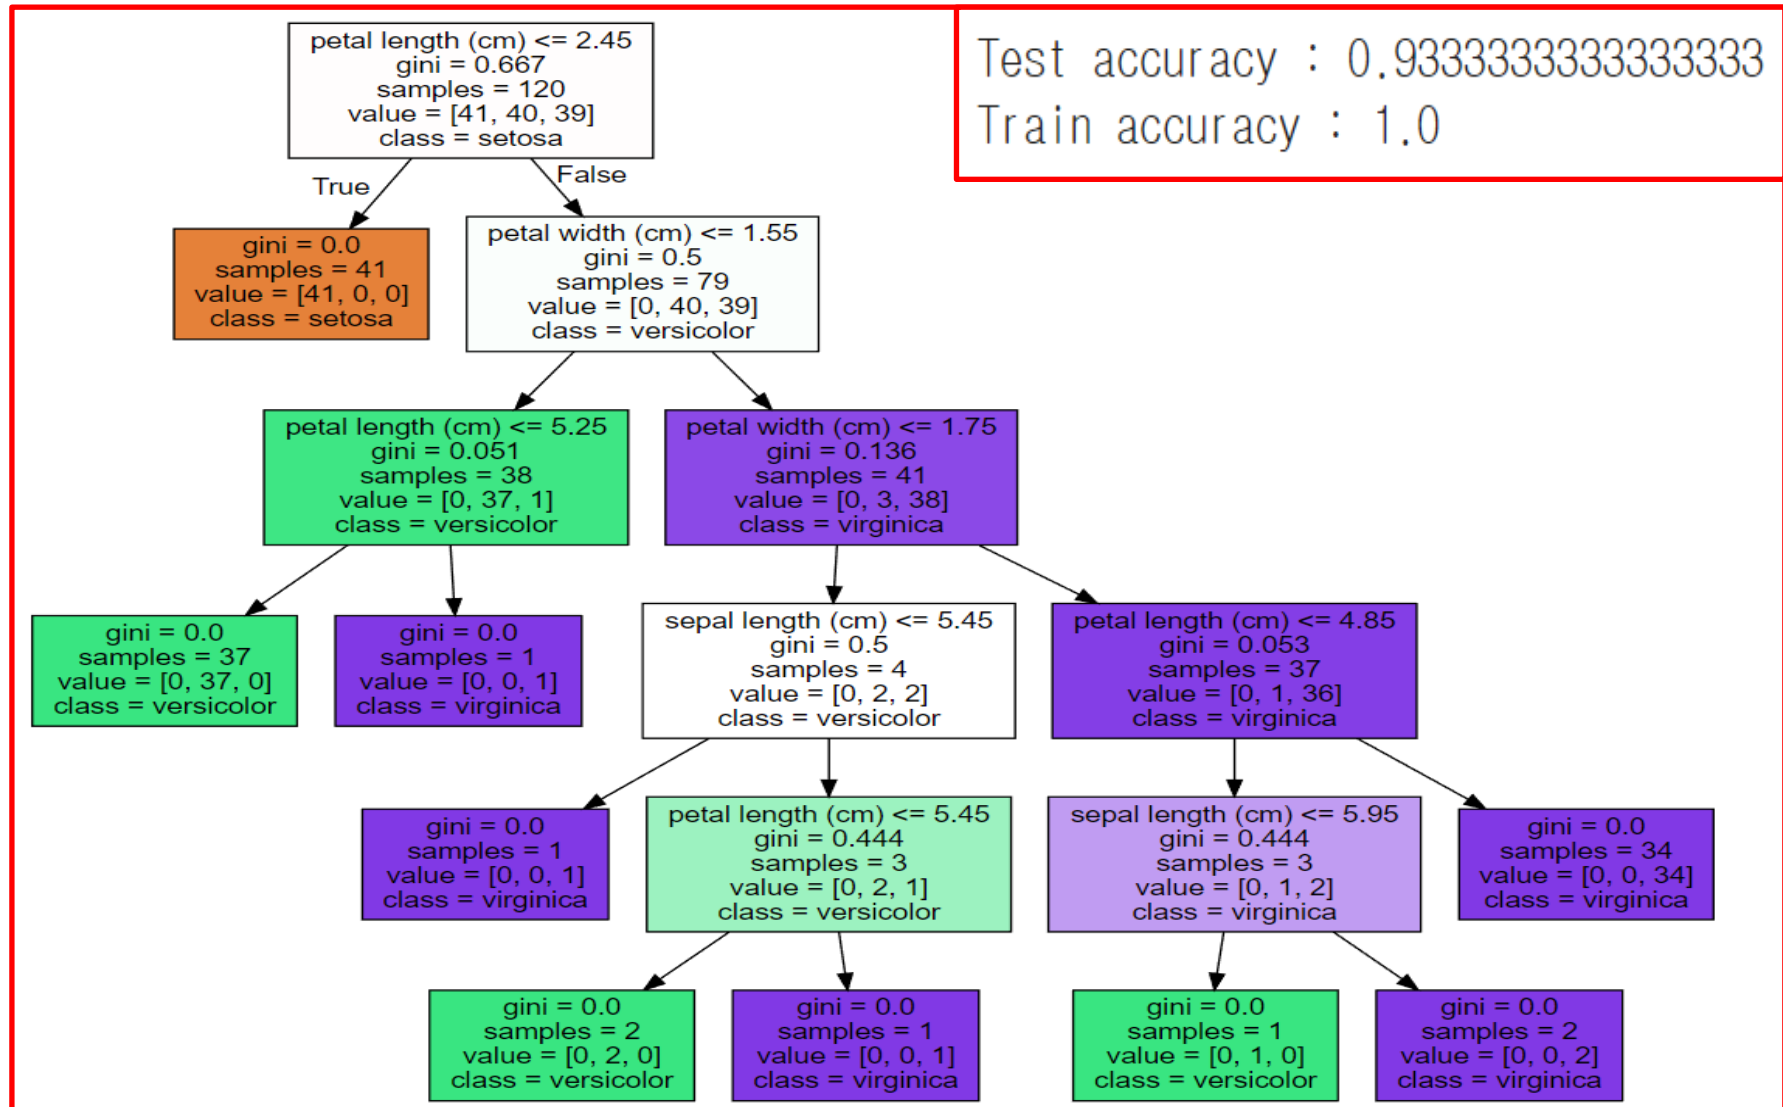 petal length (cm) <= 2.45
gini = 0.667
samples = 120
value = [41, 40, 39]
class = setosa
Test accuracy : 0.9333333333333333
Train accuracy : 1.0
True
False
gini = 0.0
samples = 41
value = [41, 0, 0]
class = setosa
petal width (cm) <= 1.55
gini = 0.5
samples = 79
value = [0, 40, 39]
class = versicolor
petal length (cm) <= 5.25
gini = 0.051
samples = 38
value = [0, 37, 1]
class = versicolor
petal width (cm) <= 1.75
gini = 0.136
samples = 41
value = [0, 3, 38]
class = virginica
gini = 0.0
samples = 37
value = [0, 37, 0]
class = versicolor
gini = 0.0
samples = 1
value = [0, 0, 1]
class = virginica
sepal length (cm) <= 5.45
gini = 0.5
samples = 4
value = [0, 2, 2]
class = versicolor
petal length (cm) <= 4.85
gini = 0.053
samples = 37
value = [0, 1, 36]
class = virginica
gini = 0.0
samples = 1
value = [0, 0, 1]
class = virginica
petal length (cm) <= 5.45
gini = 0.444
samples = 3
value = [0, 2, 1]
class = versicolor
sepal length (cm) <= 5.95
gini = 0.444
samples = 3
value = [0, 1, 2]
class = virginica
gini = 0.0
samples = 34
value = [0, 0, 34]
class = virginica
gini = 0.0
samples = 2
value = [0, 2, 0]
class = versicolor
gini = 0.0
samples = 1
value = [0, 0, 1]
class = virginica
gini = 0.0
samples = 1
value = [0, 1, 0]
class = versicolor
gini = 0.0
samples = 2
value = [0, 0, 2]
class = virginica